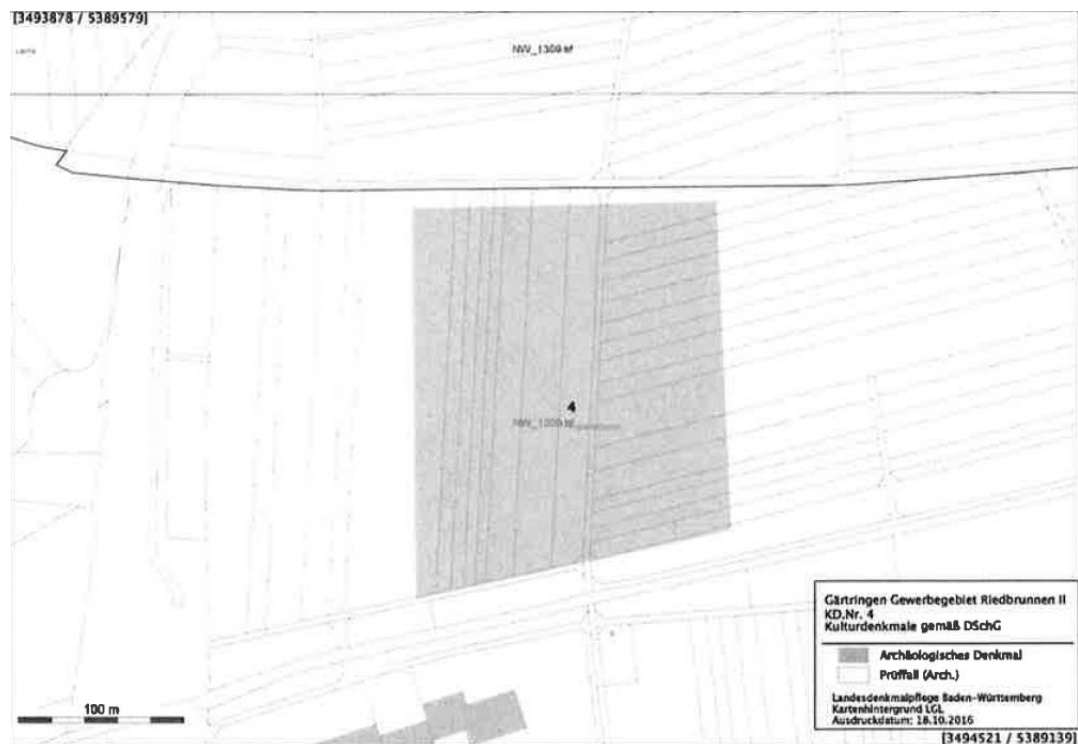 [3493878 / 5389579]
NW_1309 sf
4
Gärtringen Gewerbegebiet Riedbrunnen II
KD.Nr. 4
Kulturdenkmale gemäß DSchG
Archäologisches Denkmal
Prüffall (Arch.)
Landesdenkmalpflege Baden-Württemberg
Kartenhintergrund LGL
Ausdruckdatum: 18.10.2016
100 m
[3494521 / 5389139]